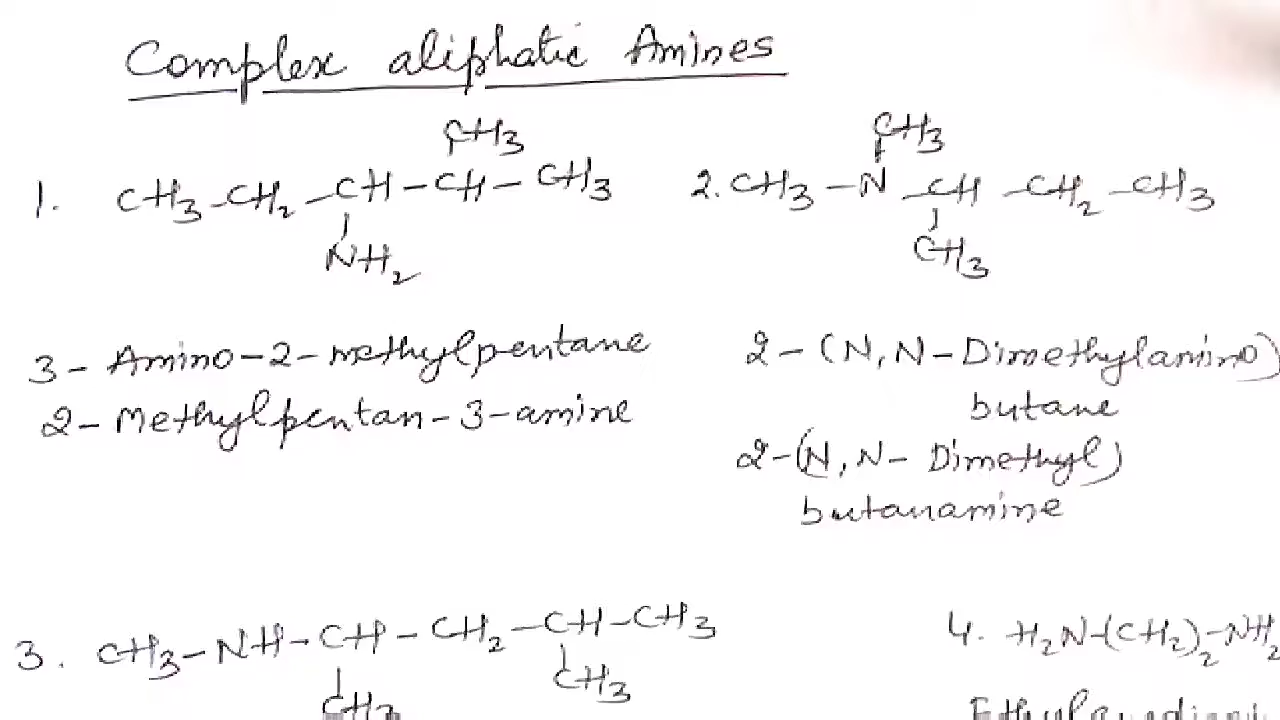 Complex aliphatic Amines
CH3
1. CH3-CH2-CH-CH-CH3
NH2
3-Amino-2-methylpentane
2-Methylpentan-3-amine
CH3
2. CH3-N-CH-CH2-CH3
CH3
2-(N,N-Dimethylamino)
butane
2-(N,N-Dimethyl)
butanamine
3. CH3-NH-CH-CH2-CH-CH3
CH3
CH3
4. H2N-(CH2)2-NH2